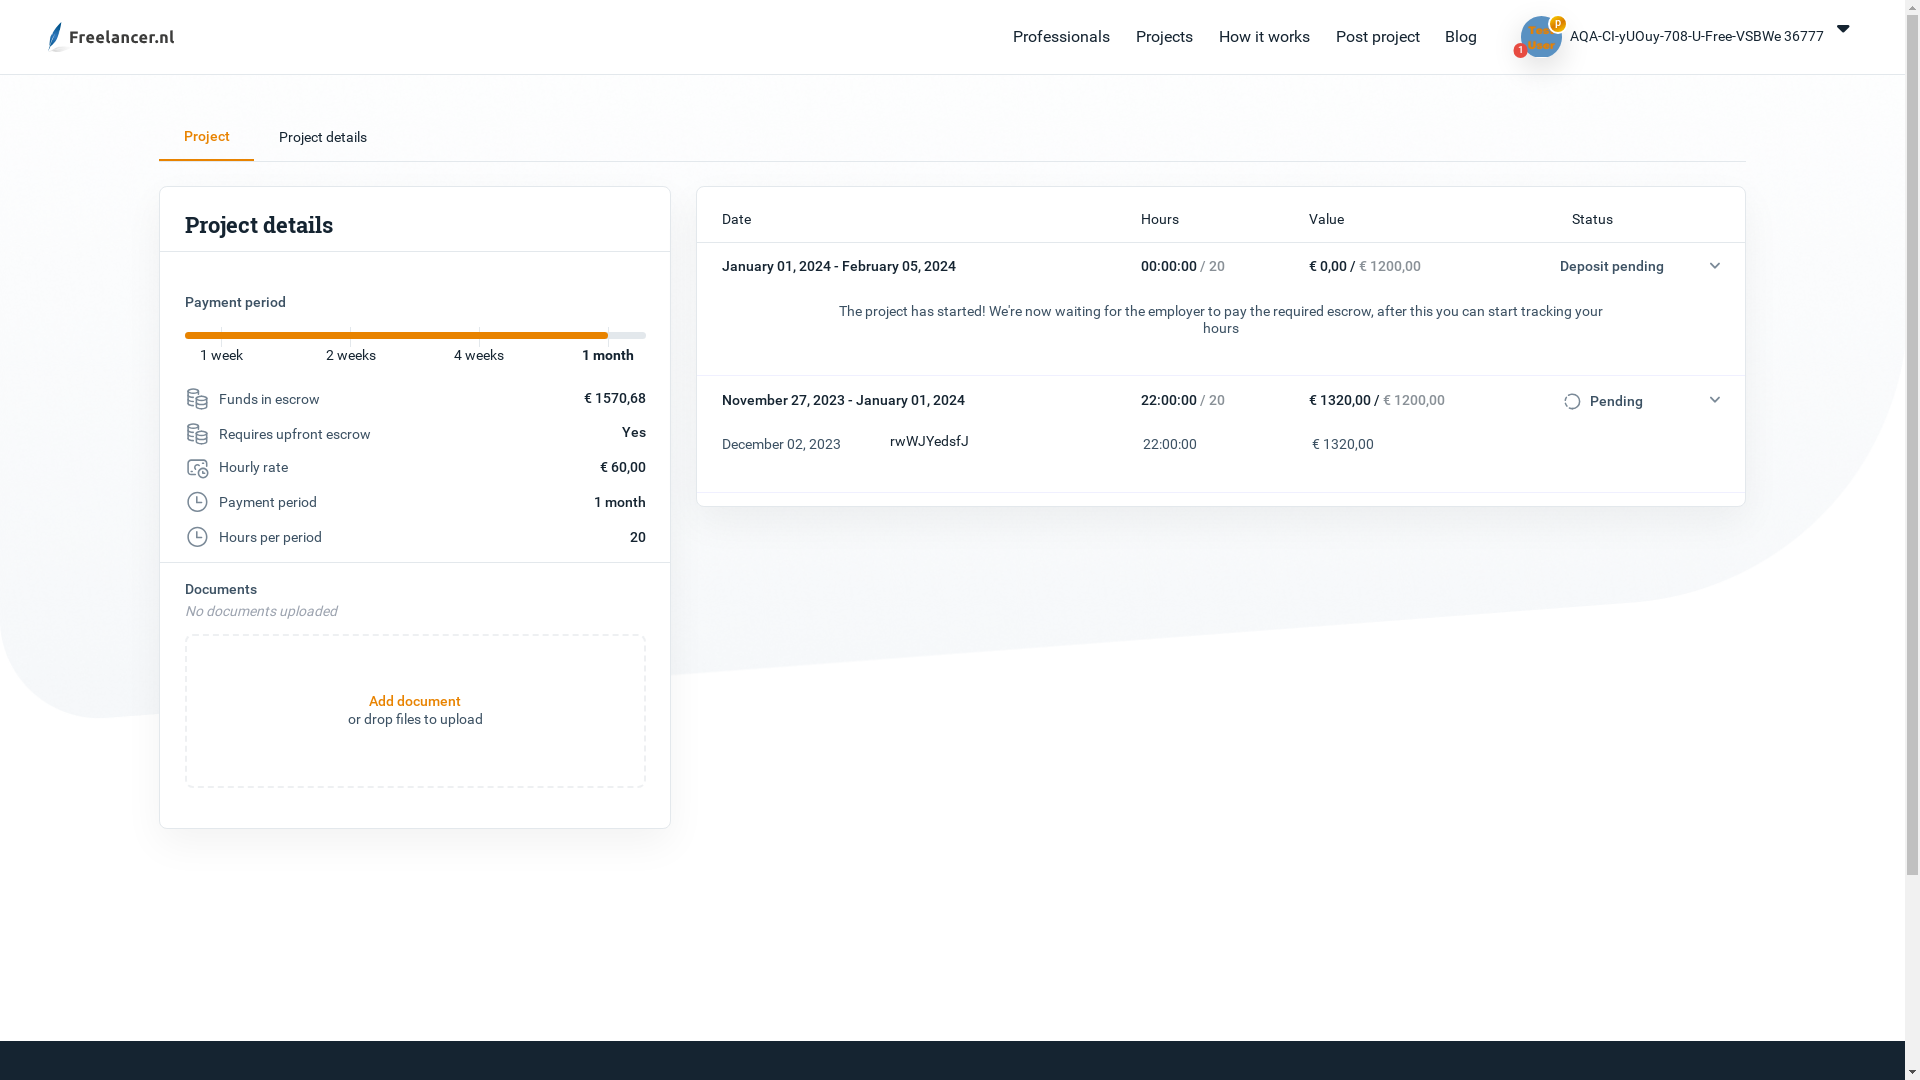 Freelancer.nl
Professionals
Projects
How it works
Post project
Blog
P
1
AQA-CI-yUOuy-708-U-Free-VSBWe 36777
Project
Project details
Project details
Payment period
1 week
2 weeks
4 weeks
1 month
Funds in escrow € 1570,68
Requires upfront escrow Yes
Hourly rate € 60,00
Payment period 1 month
Hours per period 20
Documents
No documents uploaded
Add document
or drop files to upload
Date Hours Value Status
January 01, 2024 - February 05, 2024 00:00:00 / 20 € 0,00 / € 1200,00 Deposit pending
The project has started! We're now waiting for the employer to pay the required escrow, after this you can start tracking your
hours
November 27, 2023 - January 01, 2024 22:00:00 / 20 € 1320,00 / € 1200,00 Pending
December 02, 2023 rwWJYedsfJ 22:00:00 € 1320,00